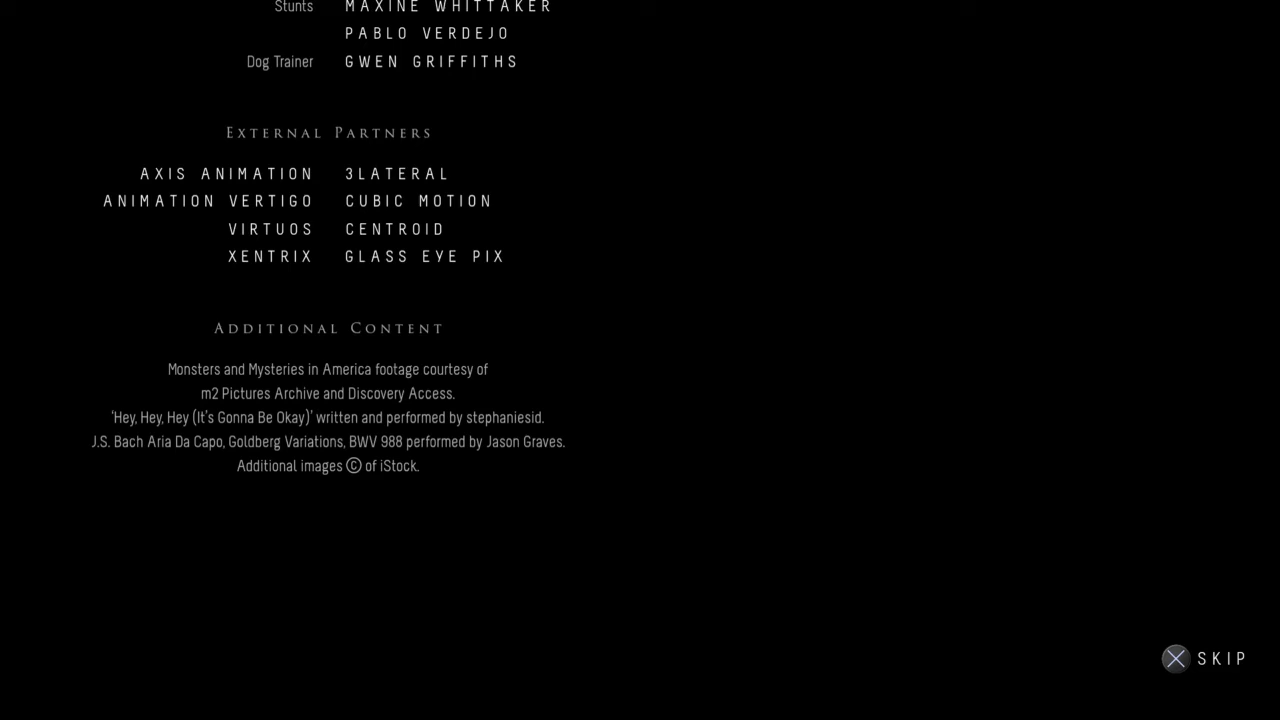 Stunts MAXINE WHITTAKER
PABLO VERDEJO
Dog Trainer GWEN GRIFFITHS
EXTERNAL PARTNERS
AXIS ANIMATION 3LATERAL
ANIMATION VERTIGO CUBIC MOTION
VIRTUOS CENTROID
XENTRIX GLASS EYE PIX
ADDITIONAL CONTENT
Monsters and Mysteries in America footage courtesy of
m2 Pictures Archive and Discovery Access.
'Hey, Hey, Hey (It's Gonna Be Okay)' written and performed by stephaniesid.
J.S. Bach Aria Da Capo, Goldberg Variations, BWV 988 performed by Jason Graves.
Additional images © of iStock.
SKIP